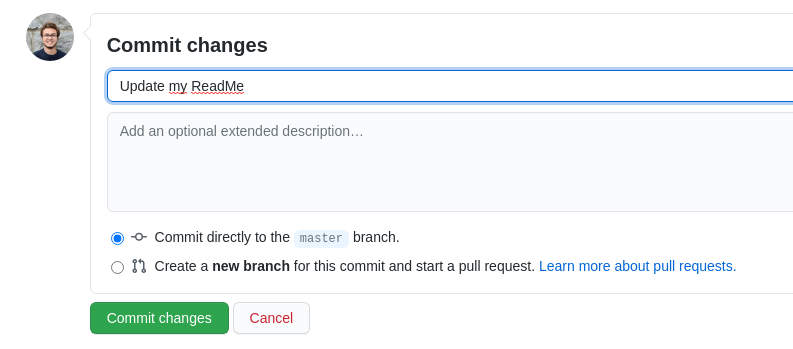 Commit changes
Update my ReadMe
Add an optional extended description…
Commit directly to the master branch.
Create a new branch for this commit and start a pull request. Learn more about pull requests.
Commit changes Cancel